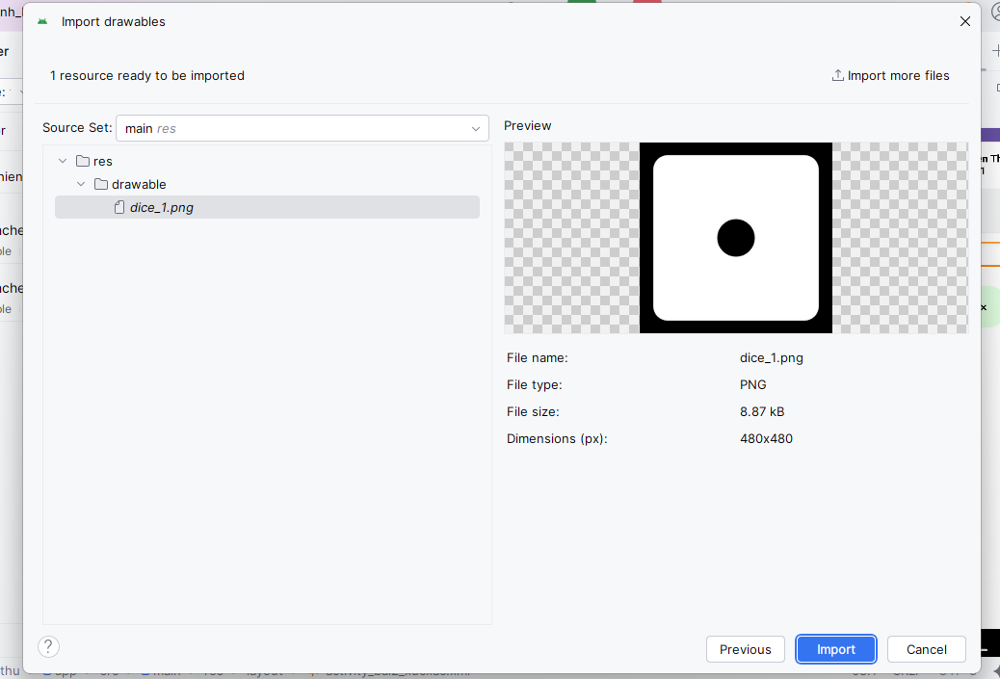 Import drawables
1 resource ready to be imported
Import more files
Source Set:
main res
Preview
res
drawable
dice_1.png
File name: dice_1.png
File type: PNG
File size: 8.87 kB
Dimensions (px): 480x480
?
Previous
Import
Cancel